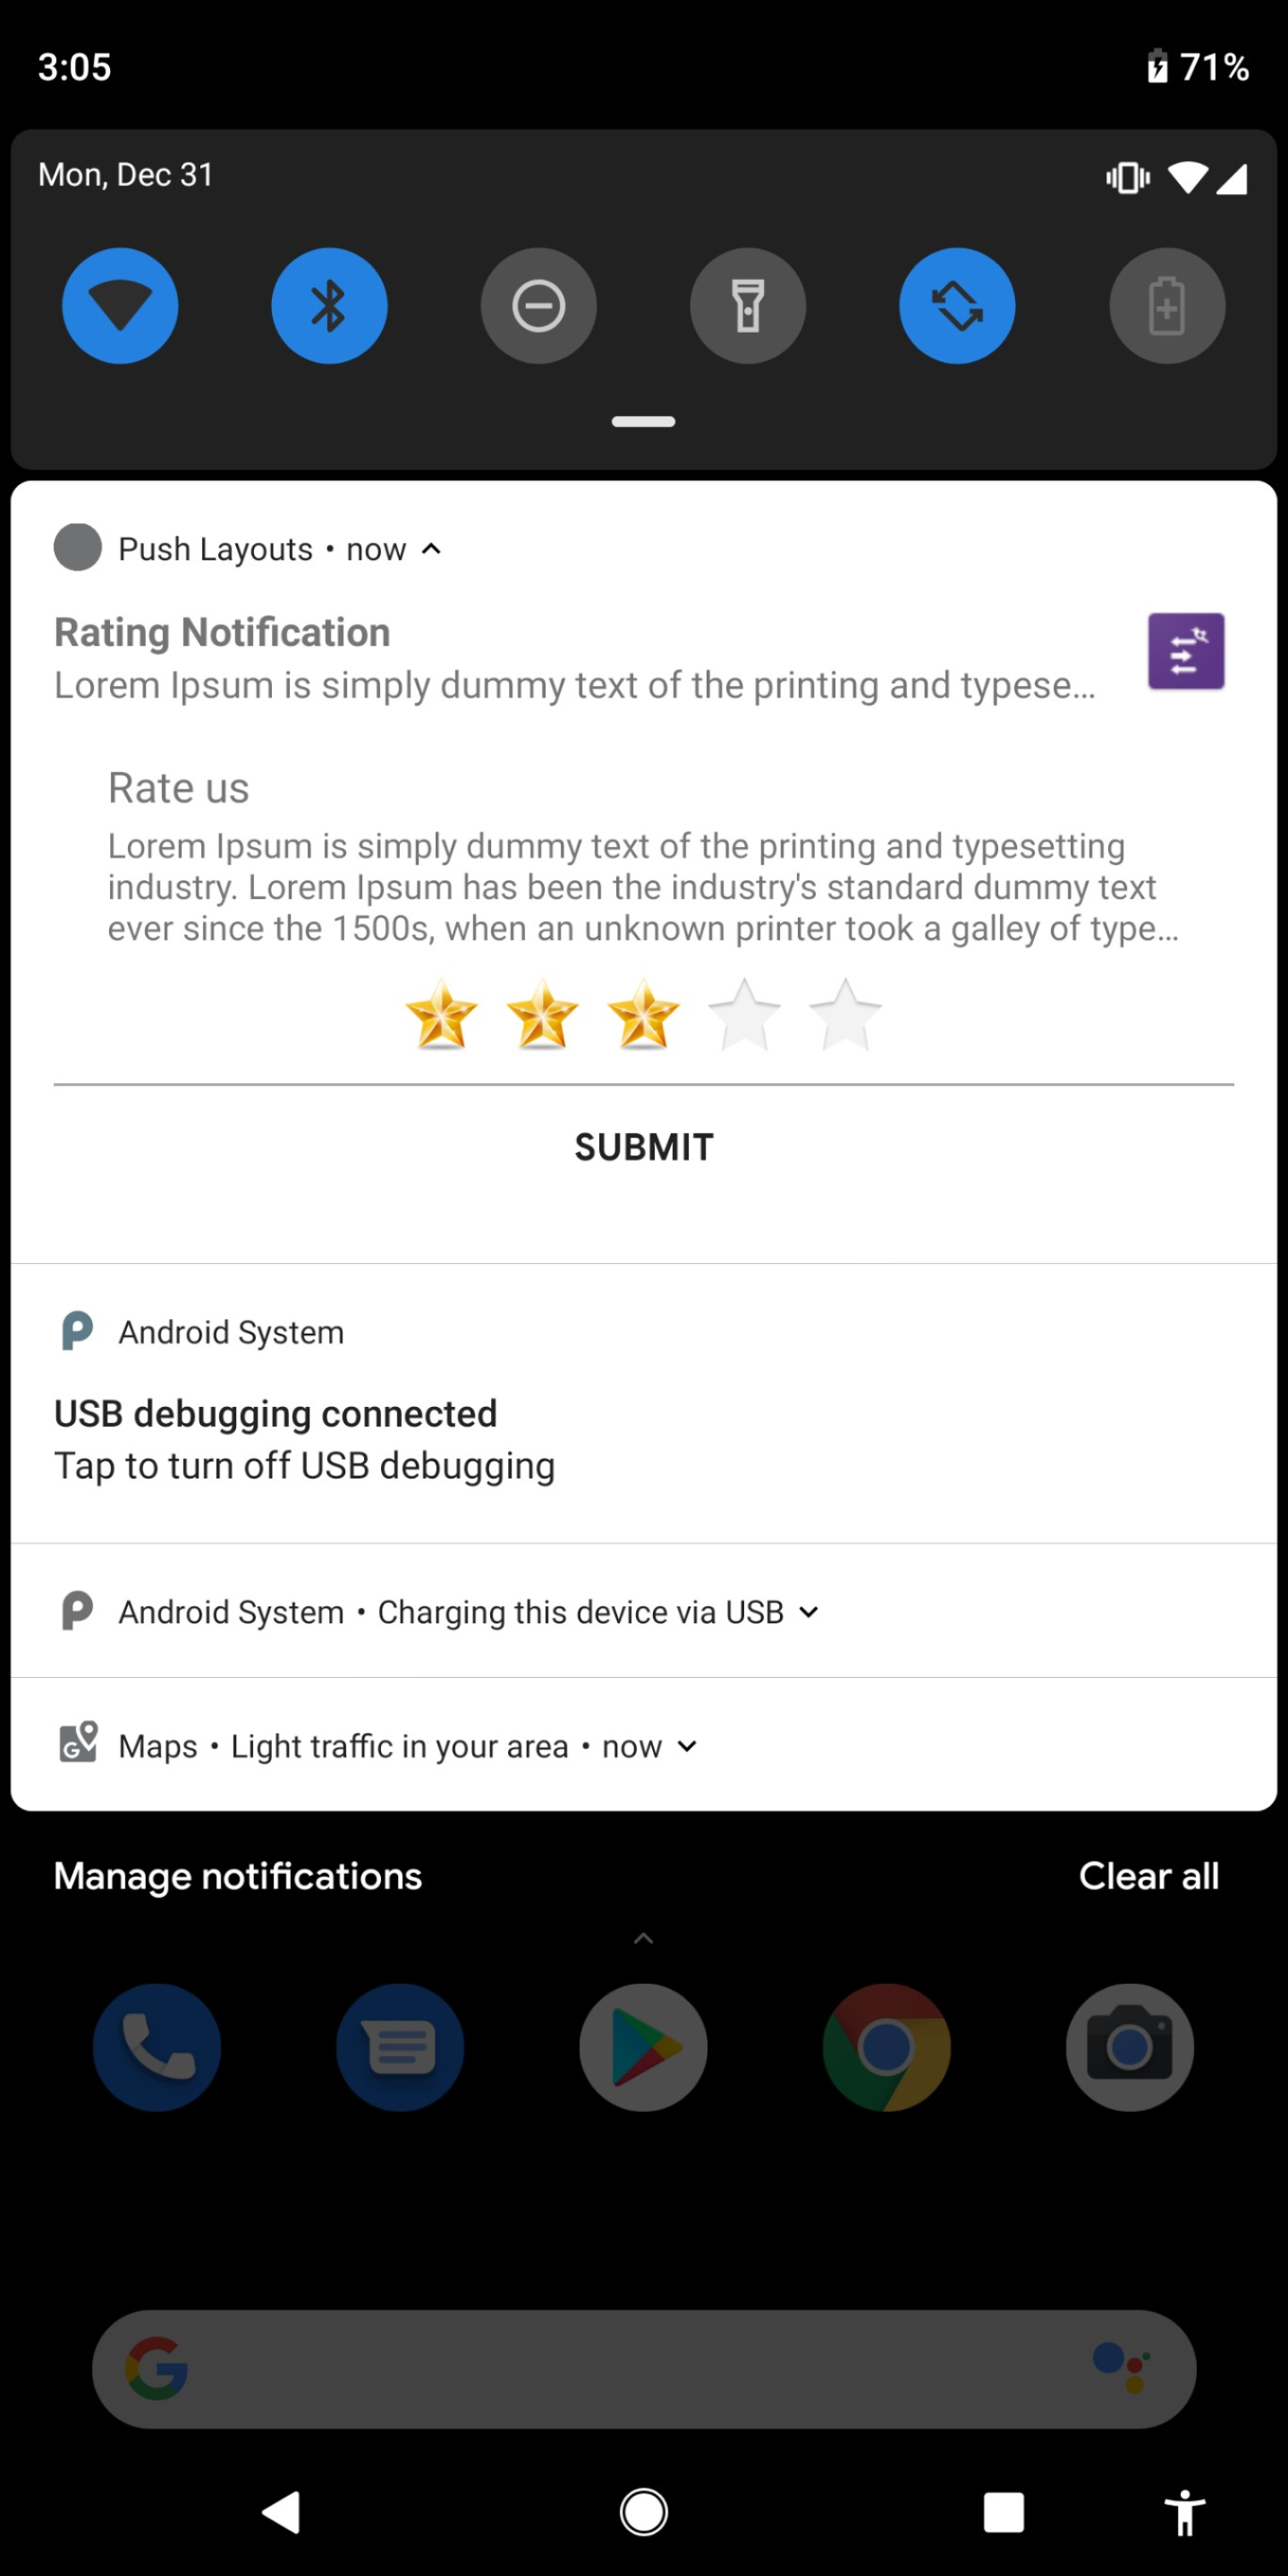 3:05
71%
Mon, Dec 31
Push Layouts • now
Rating Notification
Lorem Ipsum is simply dummy text of the printing and typese...
Rate us
Lorem Ipsum is simply dummy text of the printing and typesetting
industry. Lorem Ipsum has been the industry's standard dummy text
ever since the 1500s, when an unknown printer took a galley of type...
SUBMIT
Android System
USB debugging connected
Tap to turn off USB debugging
Android System • Charging this device via USB
Maps • Light traffic in your area • now
Manage notifications
Clear all